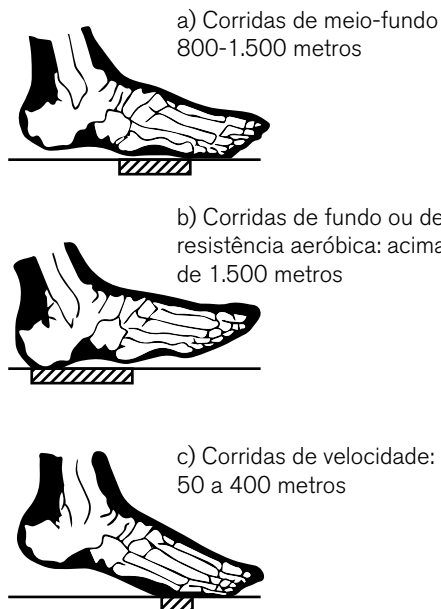 a) Corridas de meio-fundo
800-1.500 metros
b) Corridas de fundo ou de
resistência aeróbica: acima
de 1.500 metros
c) Corridas de velocidade:
50 a 400 metros